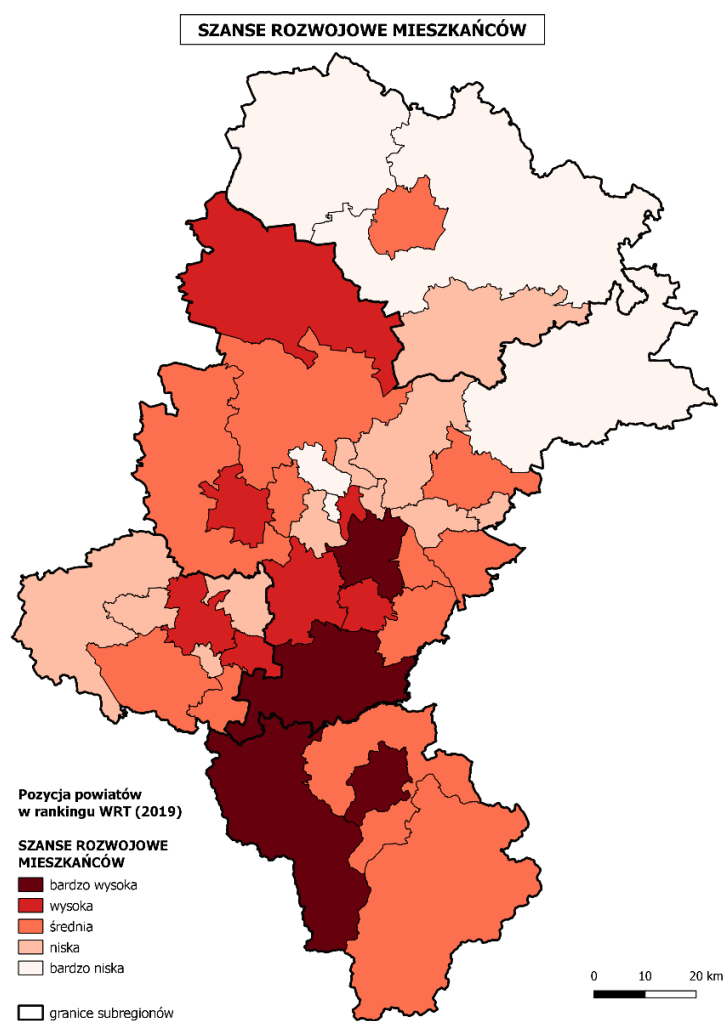 SZANSE ROZWOJOWE MIESZKAŃCÓW
Pozycja powiatów
w rankingu WRT (2019)
SZANSE ROZWOJOWE
MIESZKAŃCÓW
bardzo wysoka
wysoka
średnia
niska
bardzo niska
granice subregionów
0 10 20 km